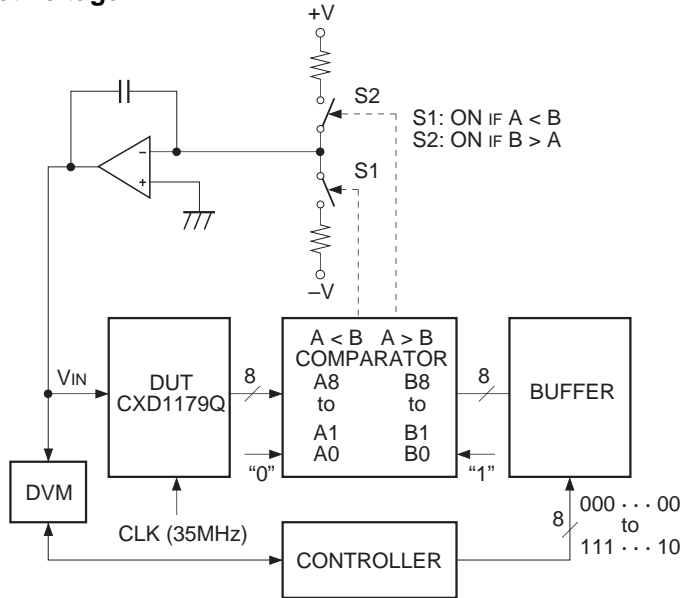 +V
S2
S1: ON IF A < B
S2: ON IF B > A
–
+
S1
–V
A < B A > B
COMPARATOR
VIN
DUT
CXD1179Q
8
A8
to
A1
A0
B8
to
B1
B0
8
BUFFER
"0"
"1"
DVM
CLK (35MHz)
CONTROLLER
8
000 · · · 00
to
111 · · · 10